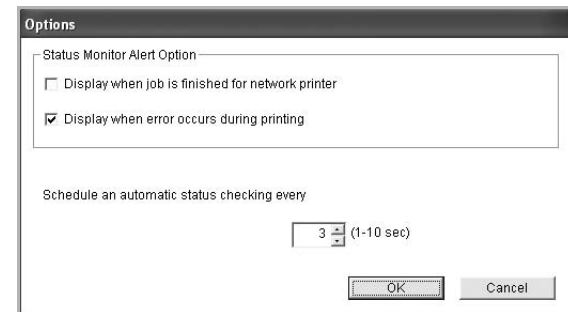 Options
Status Monitor Alert Option
Display when job is finished for network printer
Display when error occurs during printing
Schedule an automatic status checking every
3 (1-10 sec)
OK Cancel